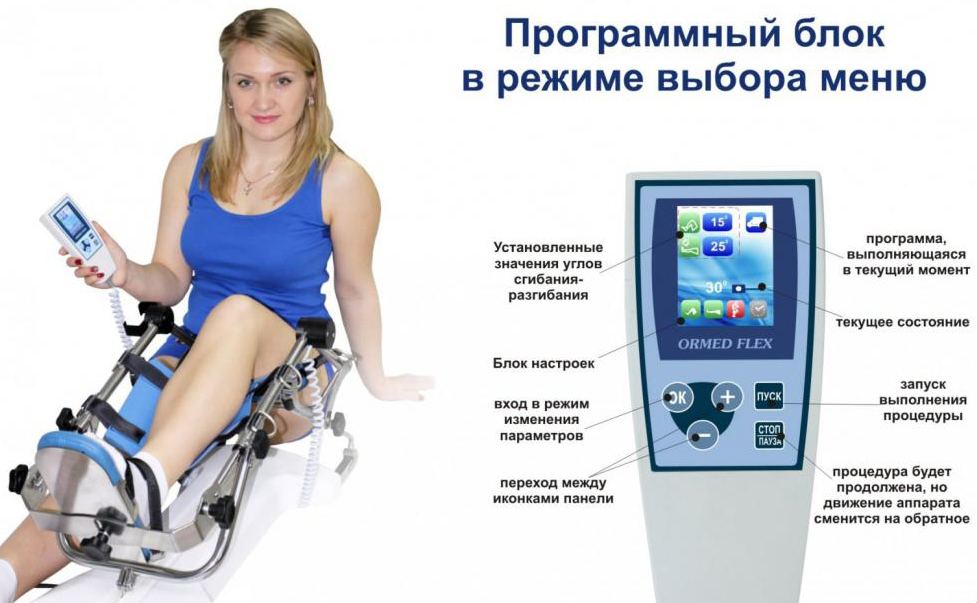 Программный блок
в режиме выбора меню
Установленные
значения углов
сгибания-
разгибания
Блок настроек
вход в режим
изменения
параметров
переход между
иконками панели
15°
25°
30°
ORMED FLEX
OK
+
ПУСК
−
СТОП
ПАУЗА
программа,
выполняющаяся
в текущий момент
текущее состояние
запуск
выполнения
процедуры
процедура будет
продолжена, но
движение аппарата
сменится на обратное